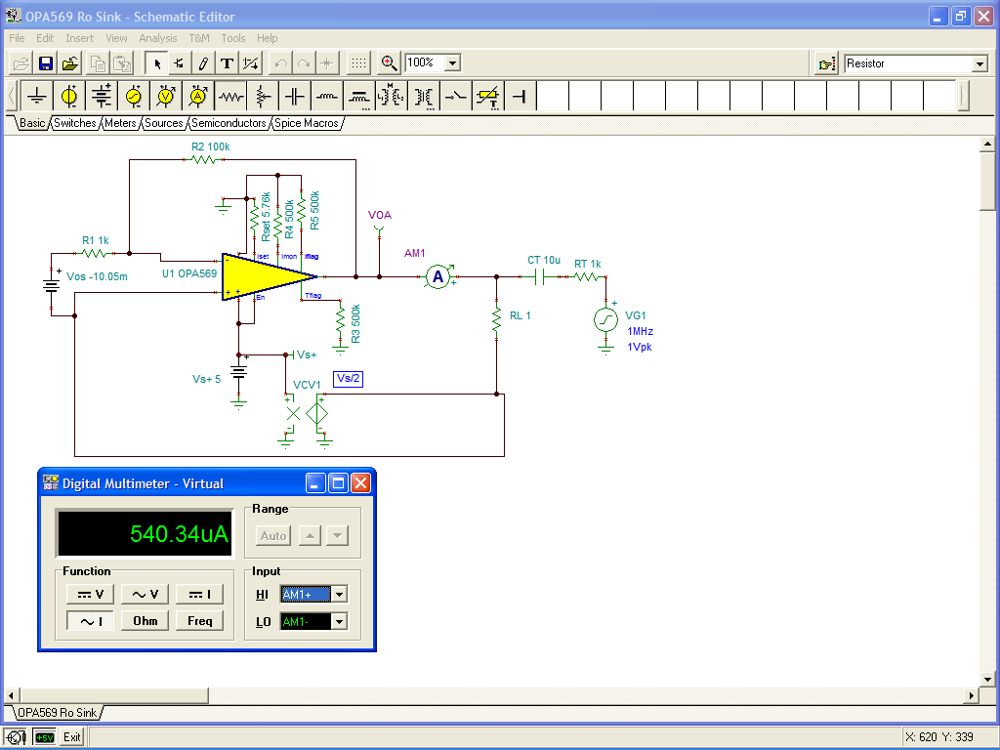 OPA569 Ro Sink - Schematic Editor
File Edit Insert View Analysis T&M Tools Help
T
100%
Resistor
V
A
Basic Switches Meters Sources Semiconductors Spice Macros
R2 100k
Rset 5.76k
R4 500k
R5 500k
VOA
R1 1k
Iset
Imon
Iflag
AM1
CT 10u
RT 1k
Vos -10.05m
U1 OPA569
A
En
Tflag
R3 500k
RL 1
VG1
1MHz
1Vpk
Vs+
Vs+ 5
VCV1
Vs/2
Digital Multimeter - Virtual
540.34uA
Range
Auto
Function
V
V
I
I
Ohm
Freq
Input
HI AM1+
LO AM1-
OPA569 Ro Sink
+5V
Exit
X: 620 Y: 339